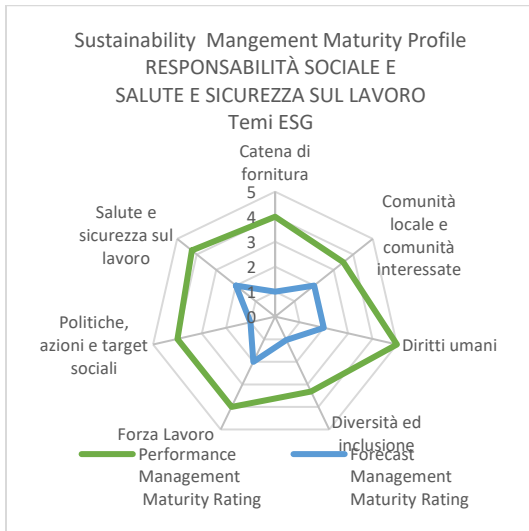 Sustainability  Mangement Maturity Profile
RESPONSABILITÀ SOCIALE E
SALUTE E SICUREZZA SUL LAVORO
Temi ESG
Catena di
fornitura
Comunità
locale e
comunità
interessate
Diritti umani
Diversità ed
inclusione
Forza Lavoro
Politiche,
azioni e target
sociali
Salute e
sicurezza sul
lavoro
5
4
3
2
1
0
Performance
Management
Maturity Rating
Forecast
Management
Maturity Rating